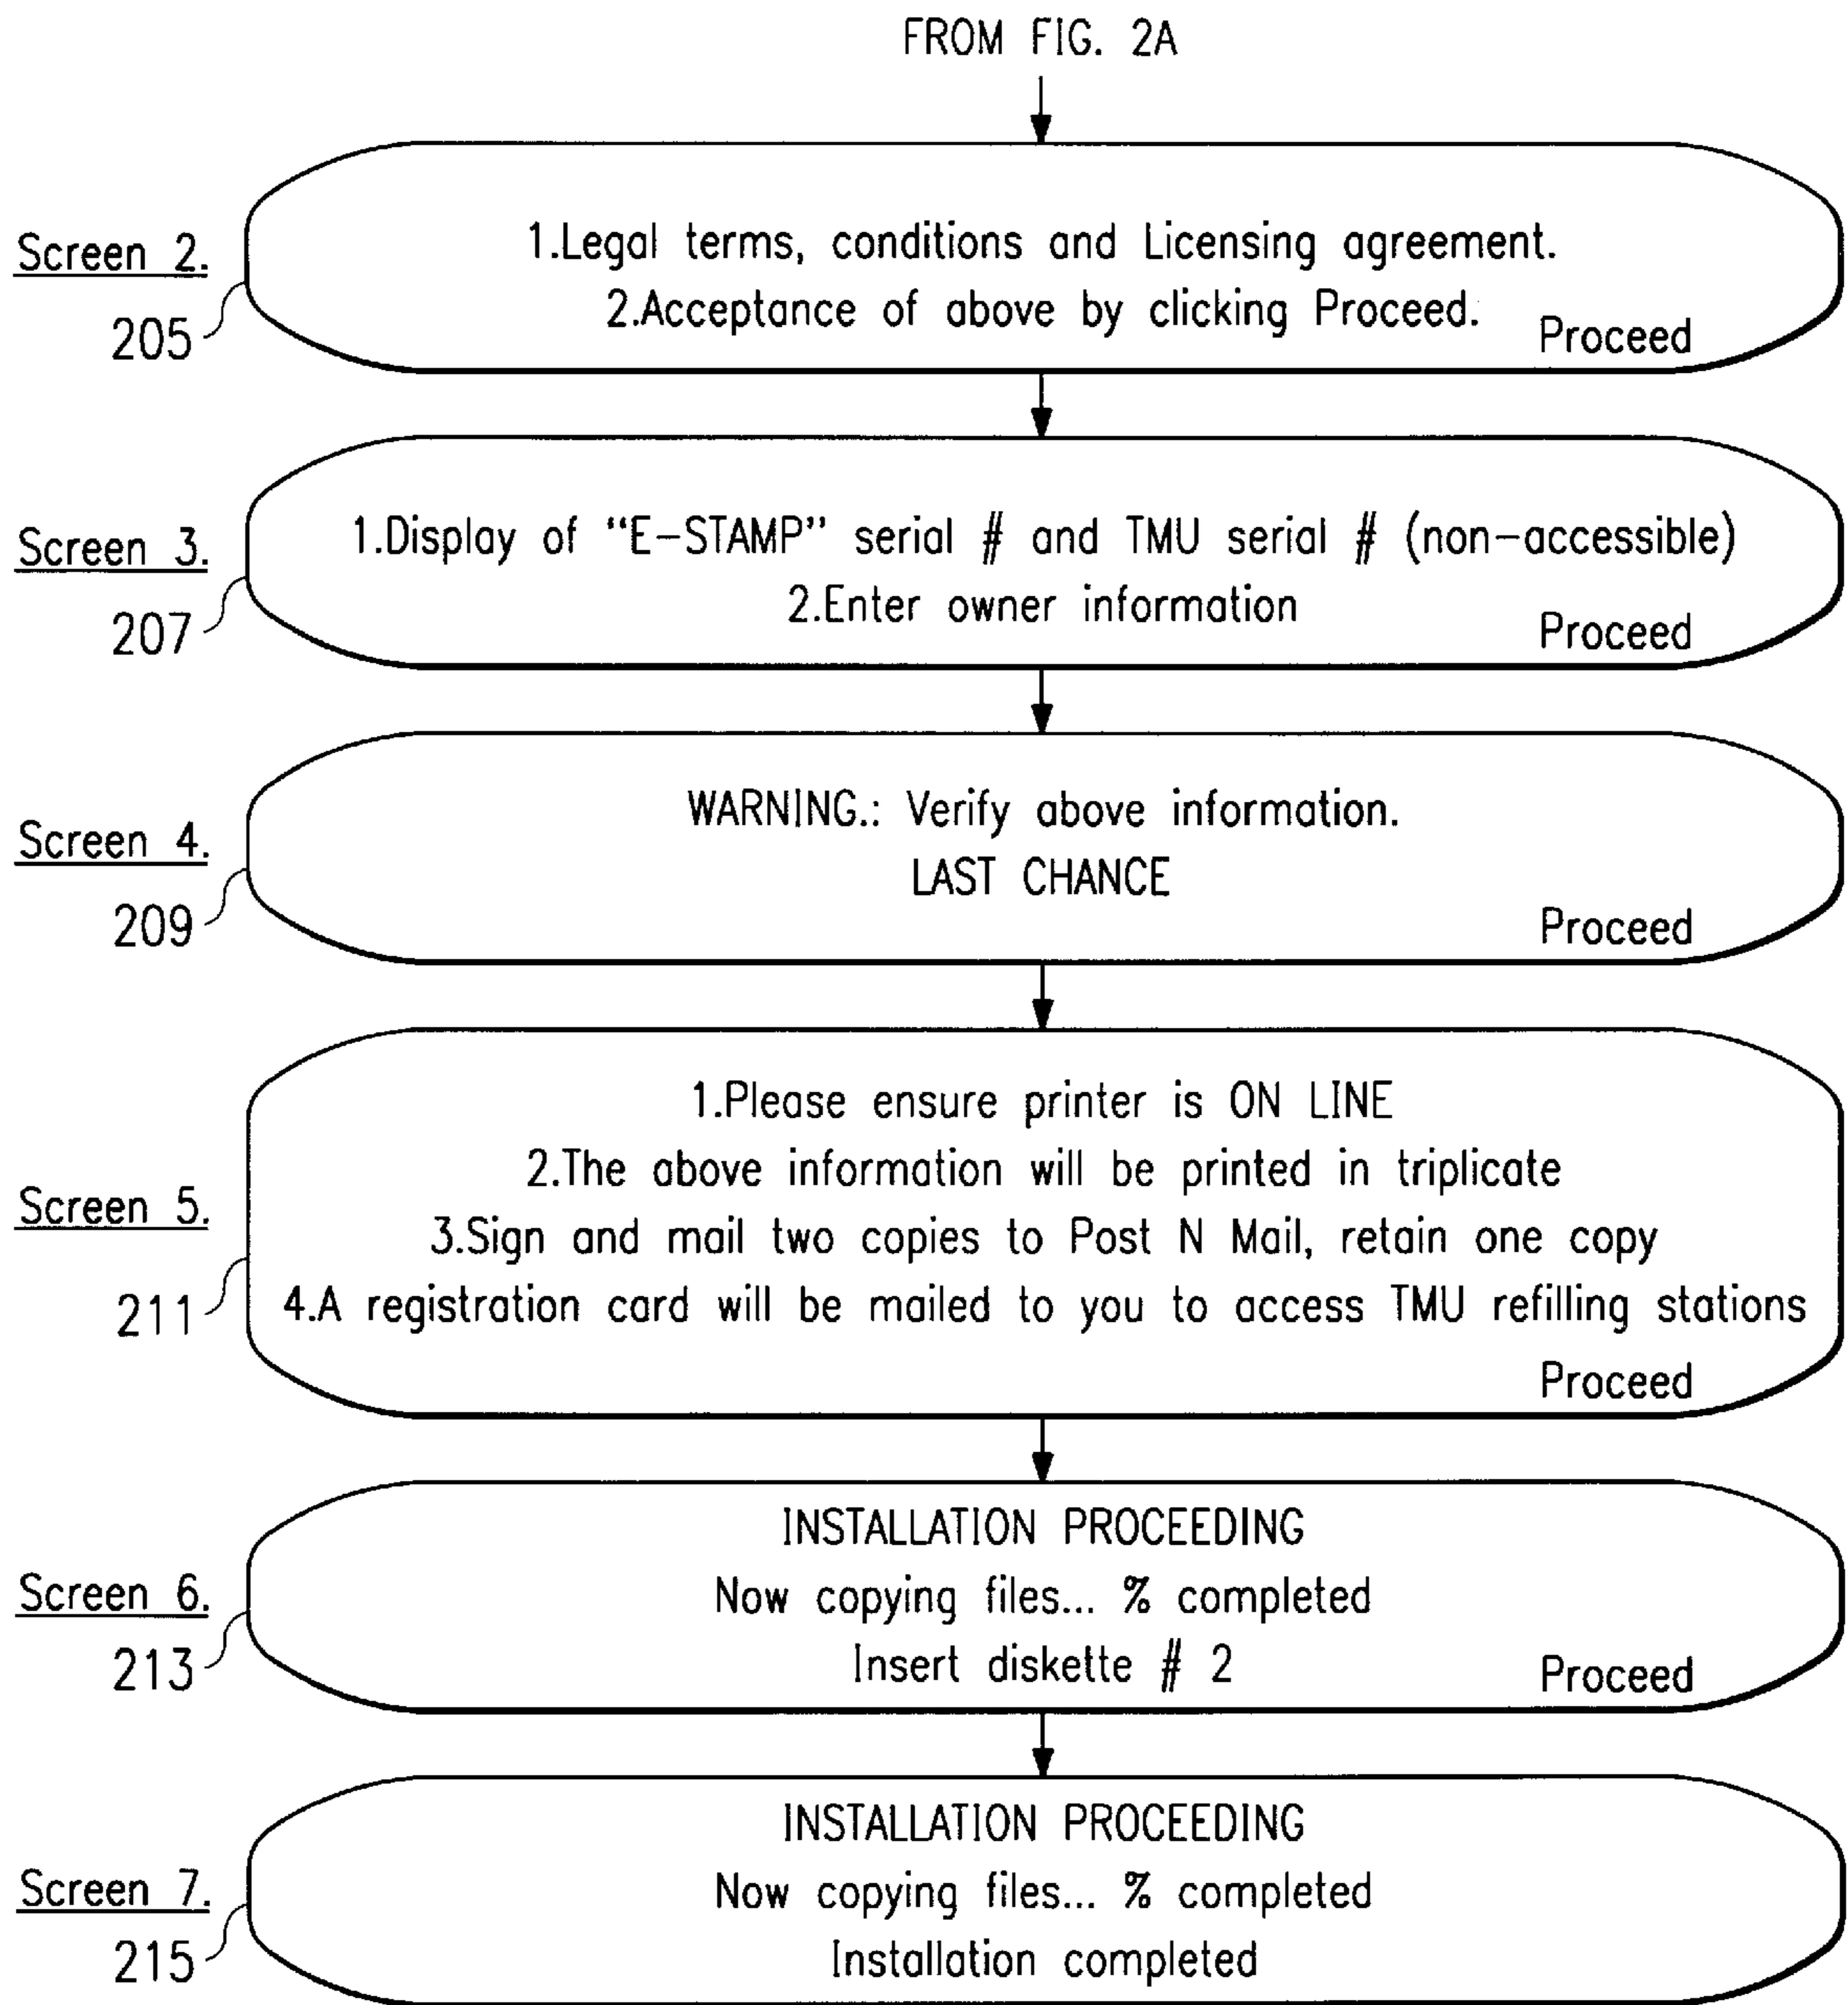 FROM FIG. 2A
Screen 2.
205
1.Legal terms, conditions and Licensing agreement.
2.Acceptance of above by clicking Proceed.
Proceed
Screen 3.
207
1.Display of “E-STAMP” serial # and TMU serial # (non-accessible)
2.Enter owner information
Proceed
Screen 4.
209
WARNING.: Verify above information.
LAST CHANCE
Proceed
Screen 5.
211
1.Please ensure printer is ON LINE
2.The above information will be printed in triplicate
3.Sign and mail two copies to Post N Mail, retain one copy
4.A registration card will be mailed to you to access TMU refilling stations
Proceed
Screen 6.
213
INSTALLATION PROCEEDING
Now copying files... % completed
Insert diskette # 2
Proceed
Screen 7.
215
INSTALLATION PROCEEDING
Now copying files... % completed
Installation completed